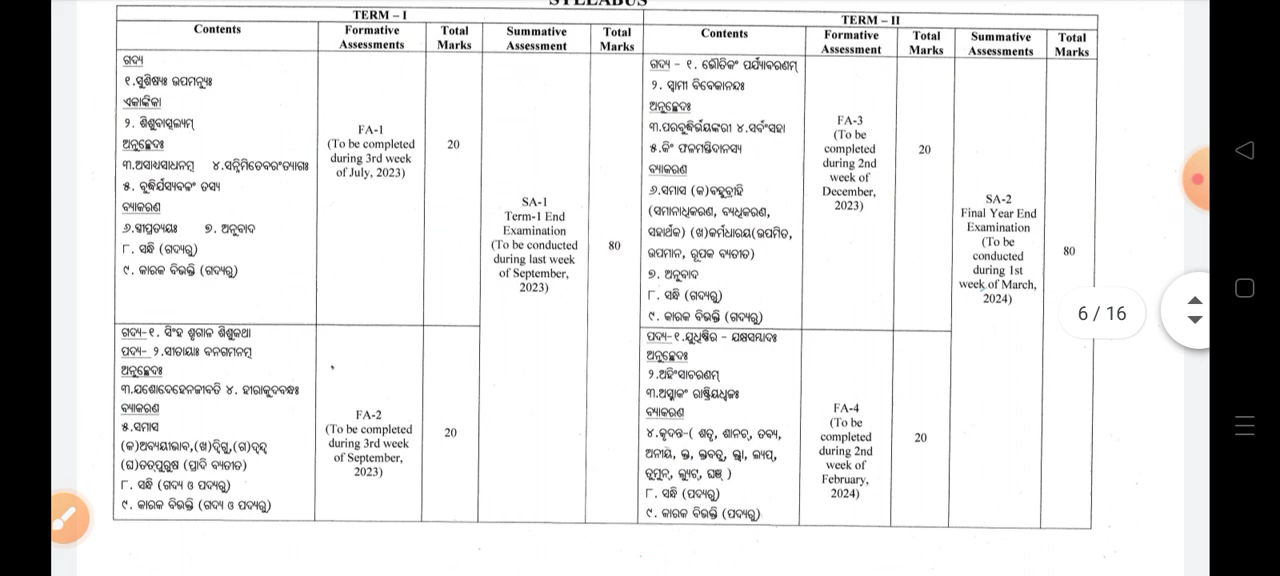 SYLLABUS
TERM – I
TERM – II
Contents
Formative Assessments
Total Marks
Summative Assessment
Total Marks
Contents
Formative Assessment
Total Marks
Summative Assessments
Total Marks
ଗଦ୍ୟ
୧.ସୁଶିଷ୍ୟଃ ଉପମନ୍ୟୁଃ
ଏକାଙ୍କିକା
୨. ଶିଶୁବାତ୍ସଲ୍ୟମ୍
ଅନୁଚ୍ଛେଦଃ
୩.ଅସାଧ୍ୟସାଧନମ୍ ୪.ସନ୍ନିମିତ୍ତେବରଂତ୍ୟାଗଃ
୫. ବୁଦ୍ଧିର୍ଯସ୍ୟବଳଂ ତସ୍ୟ
ବ୍ୟାକରଣ
୬.ସ୍ତ୍ରୀପ୍ରତ୍ୟୟଃ ୭. ଅନୁବାଦ
୮. ସନ୍ଧି (ଗଦ୍ୟରୁ)
୯. କାରକ ବିଭକ୍ତି (ଗଦ୍ୟରୁ)
FA-1
(To be completed
during 3rd week
of July, 2023)
20
SA-1
Term-1 End
Examination
(To be conducted
during last week
of September,
2023)
80
ଗଦ୍ୟ – ୧. ଭୌତିକଂ ପର୍ଯ୍ୟାବରଣମ୍
୨. ସ୍ୱାମୀ ବିବେକାନନ୍ଦଃ
ଅନୁଚ୍ଛେଦଃ
୩.ପରବୁଦ୍ଧିର୍ଭୟଙ୍କରୀ ୪.ସର୍ବଂସହା
୫.କିଂ ଫଳମସ୍ତିଦାନସ୍ୟ
ବ୍ୟାକରଣ
୬.ସମାସ (କ)ବହୁବ୍ରୀହି
(ସମାନାଧିକରଣ, ବ୍ୟଧିକରଣ,
ସହାର୍ଥକ) (ଖ)କର୍ମଧାରୟ(ଉପମିତ,
ଉପମାନ, ରୂପକ ବ୍ୟତୀତ)
୭. ଅନୁବାଦ
୮. ସନ୍ଧି (ଗଦ୍ୟରୁ)
୯. କାରକ ବିଭକ୍ତି (ଗଦ୍ୟରୁ)
FA-3
(To be
completed
during 2nd
week of
December,
2023)
20
SA-2
Final Year End
Examination
(To be
conducted
during 1st
week of March,
2024)
80
ଗଦ୍ୟ-୧. ସିଂହ ଶୃଗାଳ ଶିଶୁକଥା
ପଦ୍ୟ- ୨.ସୀତାୟାଃ ବନଗମନମ୍
ଅନୁଚ୍ଛେଦଃ
୩.ଯଶୋଦେହେନଜୀବତି ୪. ହୀରାକୁଦବନ୍ଧଃ
ବ୍ୟାକରଣ
୫.ସମାସ
(କ)ଅବ୍ୟୟୀଭାବ,(ଖ)ଦ୍ୱିଗୁ,(ଗ)ଦ୍ୱନ୍ଦ୍ୱ
(ଘ)ତତ୍‌ପୁରୁଷ (ପ୍ରାଦି ବ୍ୟତୀତ)
୮. ସନ୍ଧି (ଗଦ୍ୟ ଓ ପଦ୍ୟରୁ)
୯. କାରକ ବିଭକ୍ତି (ଗଦ୍ୟ ଓ ପଦ୍ୟରୁ)
FA-2
(To be completed
during 3rd week
of September,
2023)
20
ପଦ୍ୟ-୧.ଯୁଧିଷ୍ଠିର – ଯକ୍ଷସମ୍ବାଦଃ
ଅନୁଚ୍ଛେଦଃ
୨.ଅହିଂସାଚରଣମ୍
୩.ଅସ୍ମାକଂ ରାଷ୍ଟ୍ରିୟଧ୍ୱଜଃ
ବ୍ୟାକରଣ
୪.କୃଦନ୍ତ-( ଶତୃ, ଶାନଚ୍, ତବ୍ୟ,
ଅନୀୟ, କ୍ତ, କ୍ତବତୁ, କ୍ତ୍ୱା, ଲ୍ୟପ୍,
ତୁମୁନ୍, ଲ୍ୟୁଟ୍, ଘଞ୍ )
୮. ସନ୍ଧି (ପଦ୍ୟରୁ)
୯. କାରକ ବିଭକ୍ତି (ପଦ୍ୟରୁ)
FA-4
(To be
completed
during 2nd
week of
February,
2024)
20
6 / 16